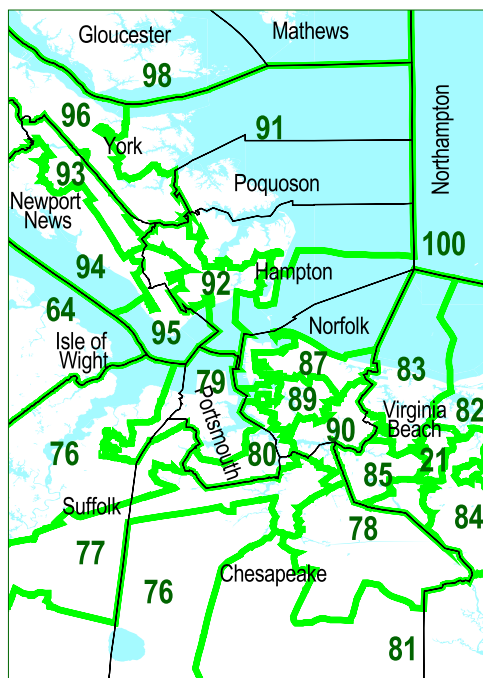 Gloucester
Mathews
98
96
91
York
93
Poquoson
Northampton
Newport
News
100
94
92
Hampton
64
95
Norfolk
Isle of
Wight
87
83
79
89
Portsmouth
82
Virginia
Beach
90
76
80
21
85
Suffolk
84
78
77
76
Chesapeake
81